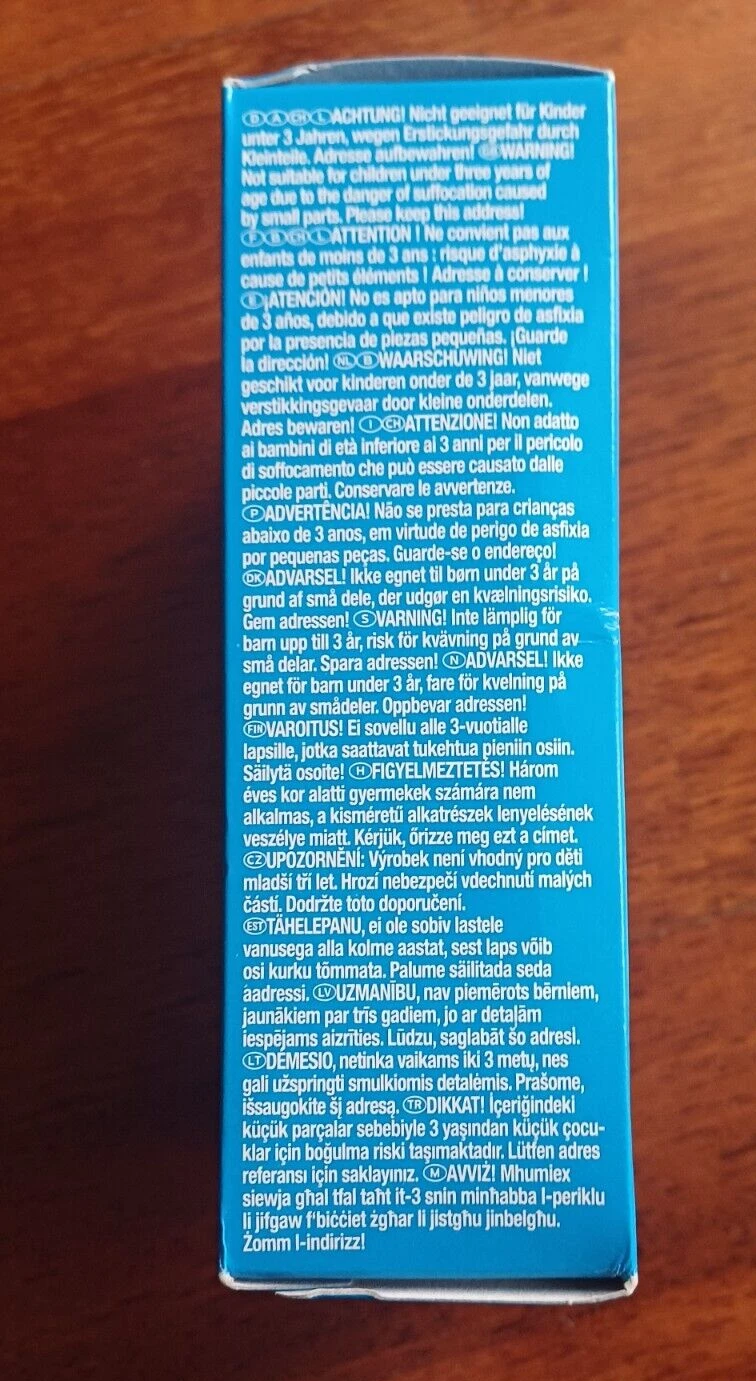 D A CH L ACHTUNG! Nicht geeignet für Kinder
unter 3 Jahren, wegen Erstickungsgefahr durch
Kleinteile. Adresse aufbewahren! GB WARNING!
Not suitable for children under three years of
age due to the danger of suffocation caused
by small parts. Please keep this address!
F B CH L ATTENTION ! Ne convient pas aux
enfants de moins de 3 ans : risque d'asphyxie à
cause de petits éléments ! Adresse à conserver !
E ¡ATENCIÓN! No es apto para niños menores
de 3 años, debido a que existe peligro de asfixia
por la presencia de piezas pequeñas. ¡Guarde
la dirección! NL B WAARSCHUWING! Niet
geschikt voor kinderen onder de 3 jaar, vanwege
verstikkingsgevaar door kleine onderdelen.
Adres bewaren! I CH ATTENZIONE! Non adatto
ai bambini di età inferiore ai 3 anni per il pericolo
di soffocamento che può essere causato dalle
piccole parti. Conservare le avvertenze.
P ADVERTÊNCIA! Não se presta para crianças
abaixo de 3 anos, em virtude de perigo de asfixia
por pequenas peças. Guarde-se o endereço!
DK ADVARSEL! Ikke egnet til børn under 3 år på
grund af små dele, der udgør en kvælningsrisiko.
Gem adressen! S VARNING! Inte lämplig för
barn upp till 3 år, risk för kvävning på grund av
små delar. Spara adressen! N ADVARSEL! Ikke
egnet för barn under 3 år, fare för kvelning på
grunn av smådeler. Oppbevar adressen!
FIN VAROITUS! Ei sovellu alle 3-vuotialle
lapsille, jotka saattavat tukehtua pieniin osiin.
Säilytä osoite! H FIGYELMEZTETÉS! Három
éves kor alatti gyermekek számára nem
alkalmas, a kisméretű alkatrészek lenyelésének
veszélye miatt. Kérjük, őrizze meg ezt a címet.
CZ UPOZORNĚNÍ: Výrobek není vhodný pro děti
mladší tří let. Hrozí nebezpečí vdechnutí malých
částí. Dodržte toto doporučení.
EST TÄHELEPANU, ei ole sobiv lastele
vanusega alla kolme aastat, sest laps võib
osi kurku tõmmata. Palume säilitada seda
áadressi. LV UZMANĪBU, nav piemērots bērniem,
jaunākiem par trīs gadiem, jo ar detaļām
iespējams aizrīties. Lūdzu, saglabāt šo adresi.
LT DĖMESIO, netinka vaikams iki 3 metų, nes
gali užspringti smulkiomis detalėmis. Prašome,
išsaugokite šį adresą. TR DIKKAT! İçeriğindeki
küçük parçalar sebebiyle 3 yaşından küçük çocu-
klar için boğulma riski taşımaktadır. Lütfen adres
referansı için saklayınız. M AVVIŻ! Mhumiex
siewja għal tfal taħt it-3 snin minħabba l-periklu
li jifgaw f'biċċiet żgħar li jistgħu jinbelgħu.
Żomm l-indirizz!